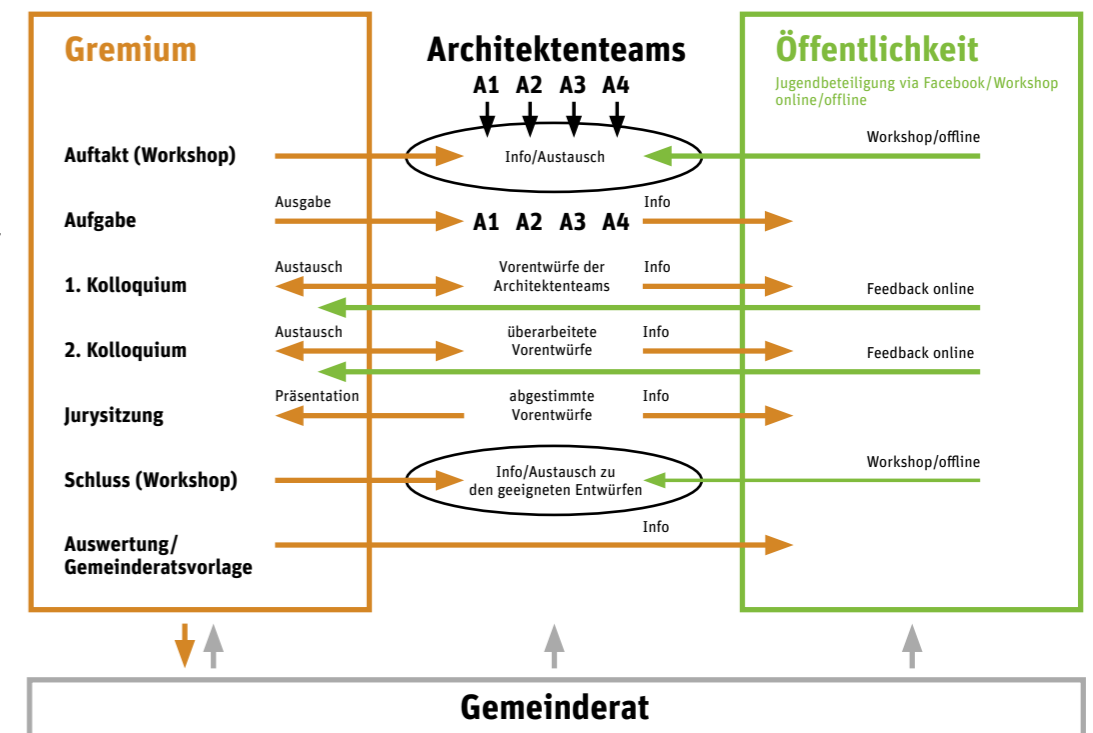 Gremium
Architektenteams
Öffentlichkeit
Jugendbeteiligung via Facebook/Workshop
online/offline
A1 A2 A3 A4
Auftakt (Workshop)
Info/Austausch
Workshop/offline
Aufgabe
Ausgabe
A1 A2 A3 A4
Info
1. Kolloquium
Austausch
Vorentwürfe der
Architektenteams
Info
Feedback online
2. Kolloquium
Austausch
überarbeitete
Vorentwürfe
Info
Feedback online
Jurysitzung
Präsentation
abgestimmte
Vorentwürfe
Info
Schluss (Workshop)
Info/Austausch zu
den geeigneten Entwürfen
Workshop/offline
Auswertung/
Gemeinderatsvorlage
Info
Gemeinderat